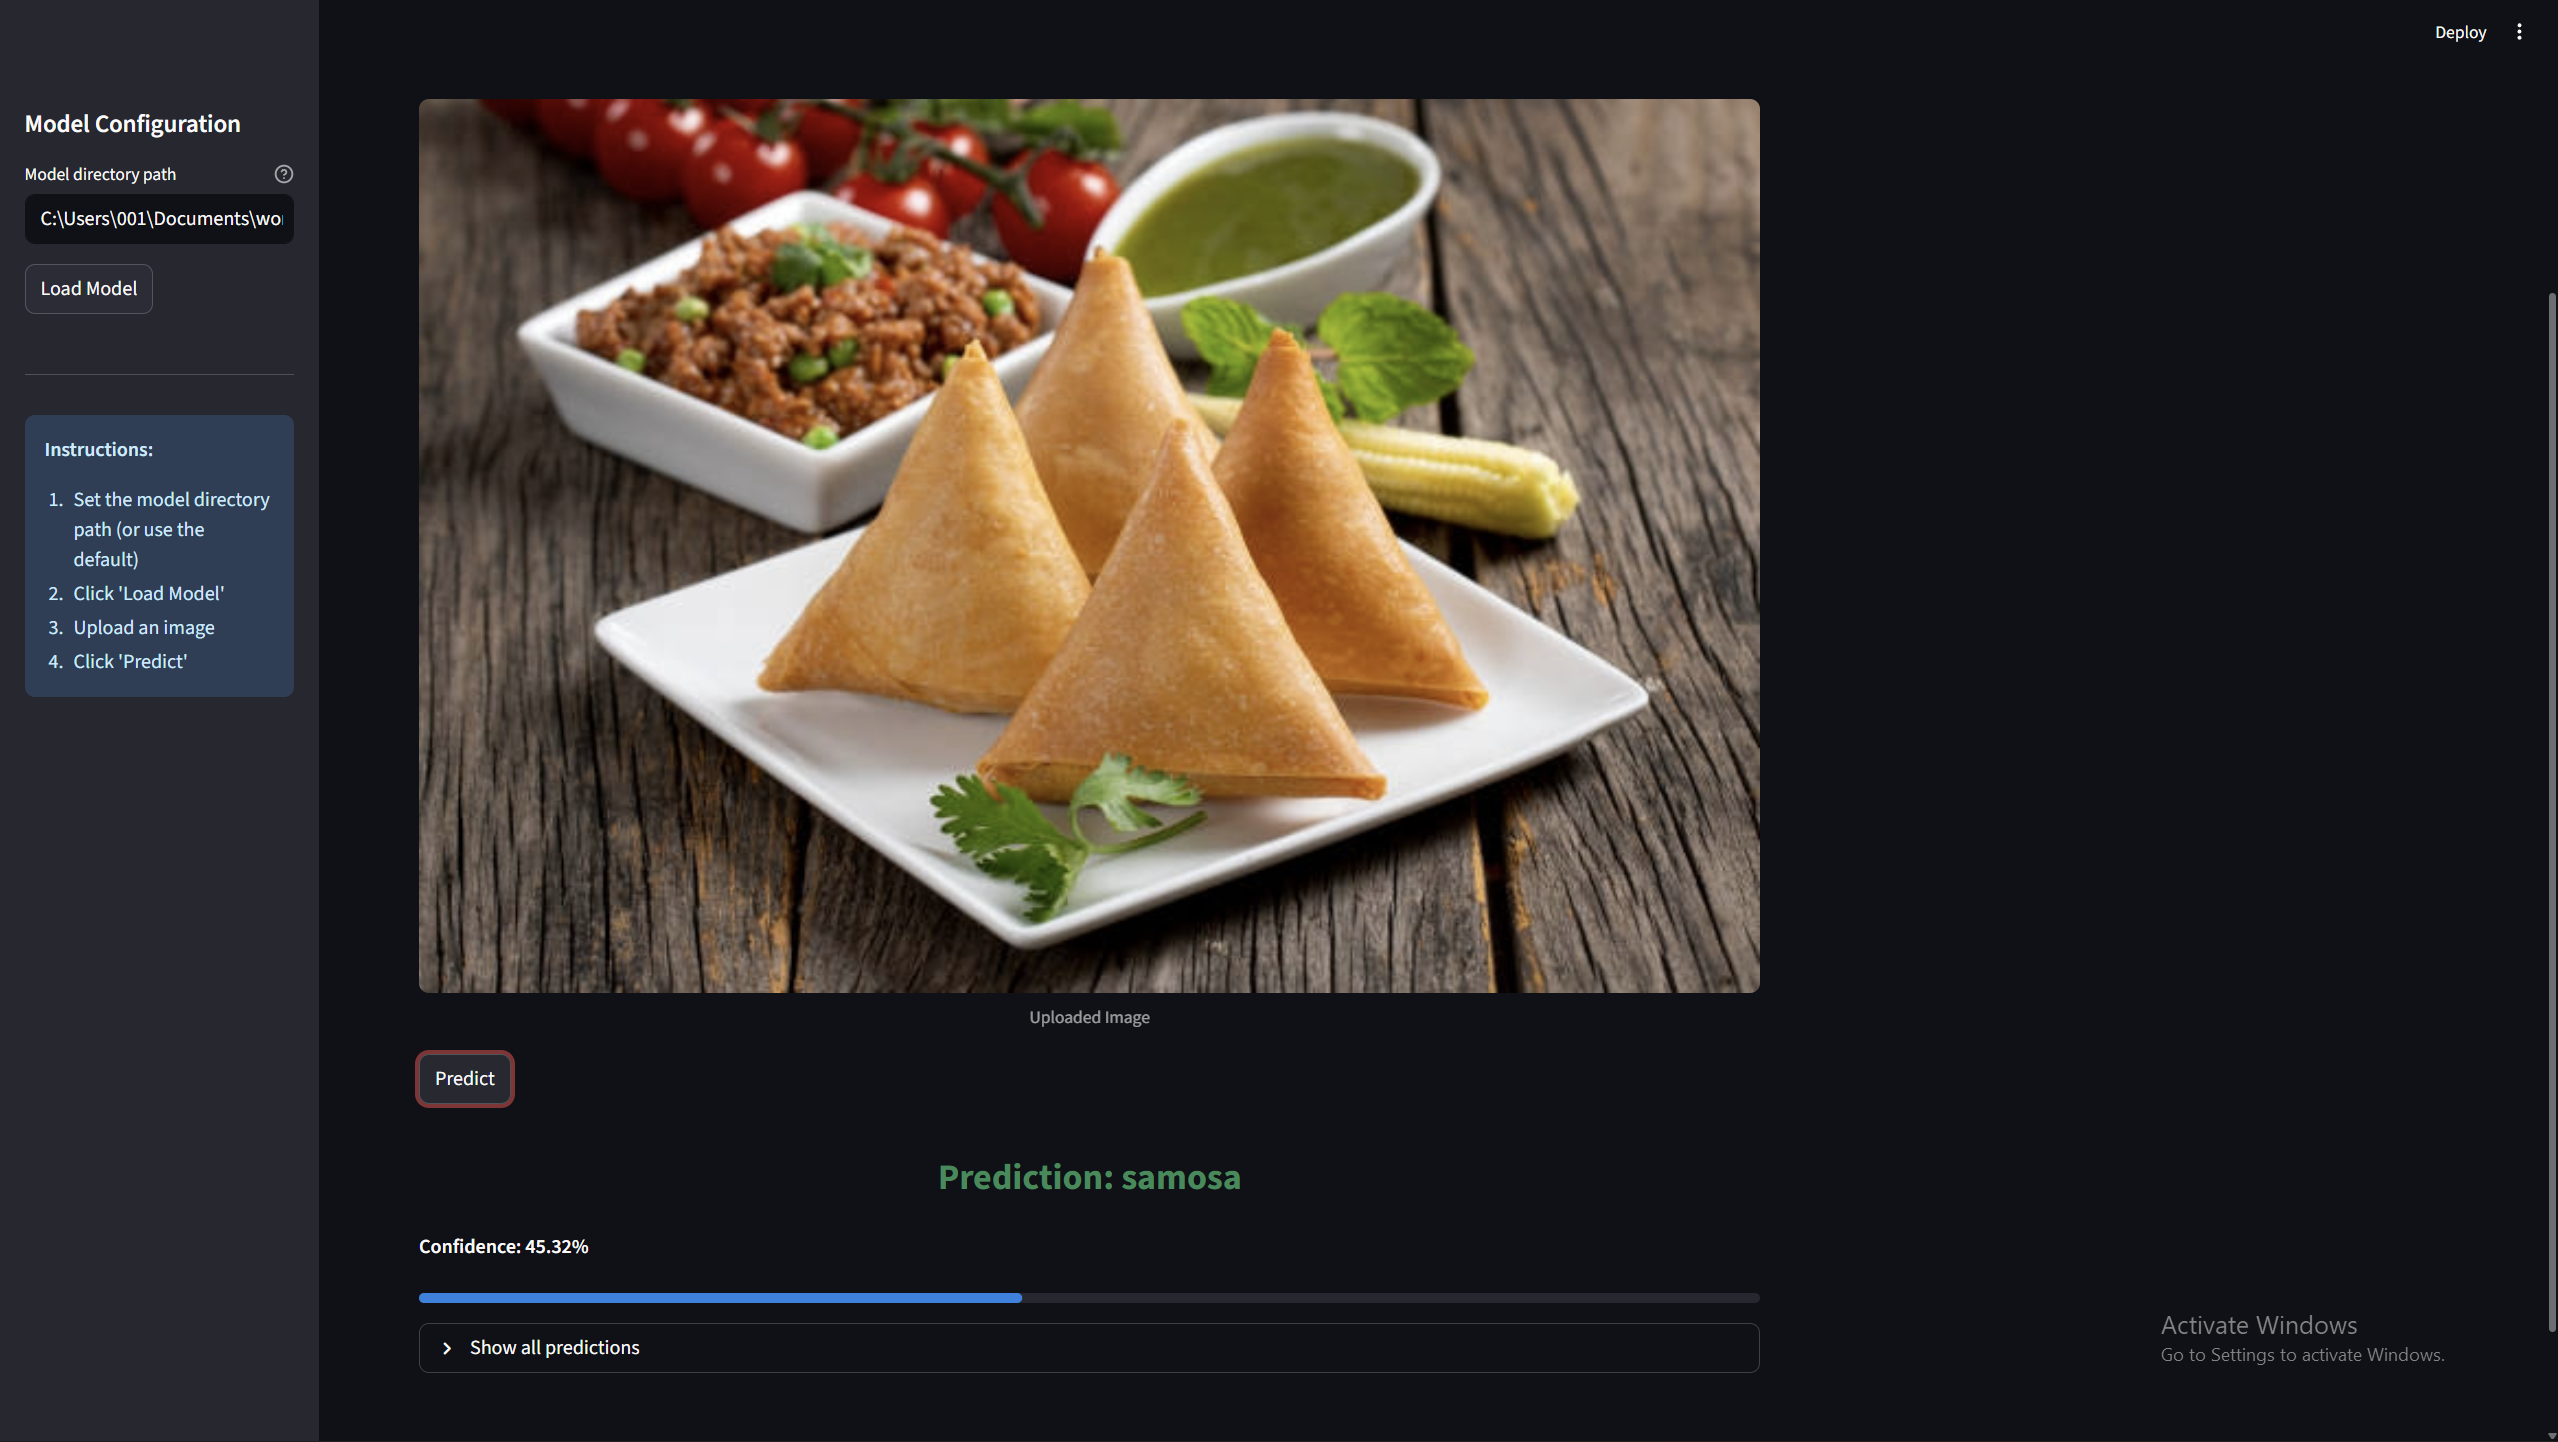 Deploy
Model Configuration
Model directory path
C:\Users\001\Documents\wo
Load Model
Instructions:
1. Set the model directory
path (or use the
default)
2. Click 'Load Model'
3. Upload an image
4. Click 'Predict'
Uploaded Image
Predict
Prediction: samosa
Confidence: 45.32%
Show all predictions
Activate Windows
Go to Settings to activate Windows.